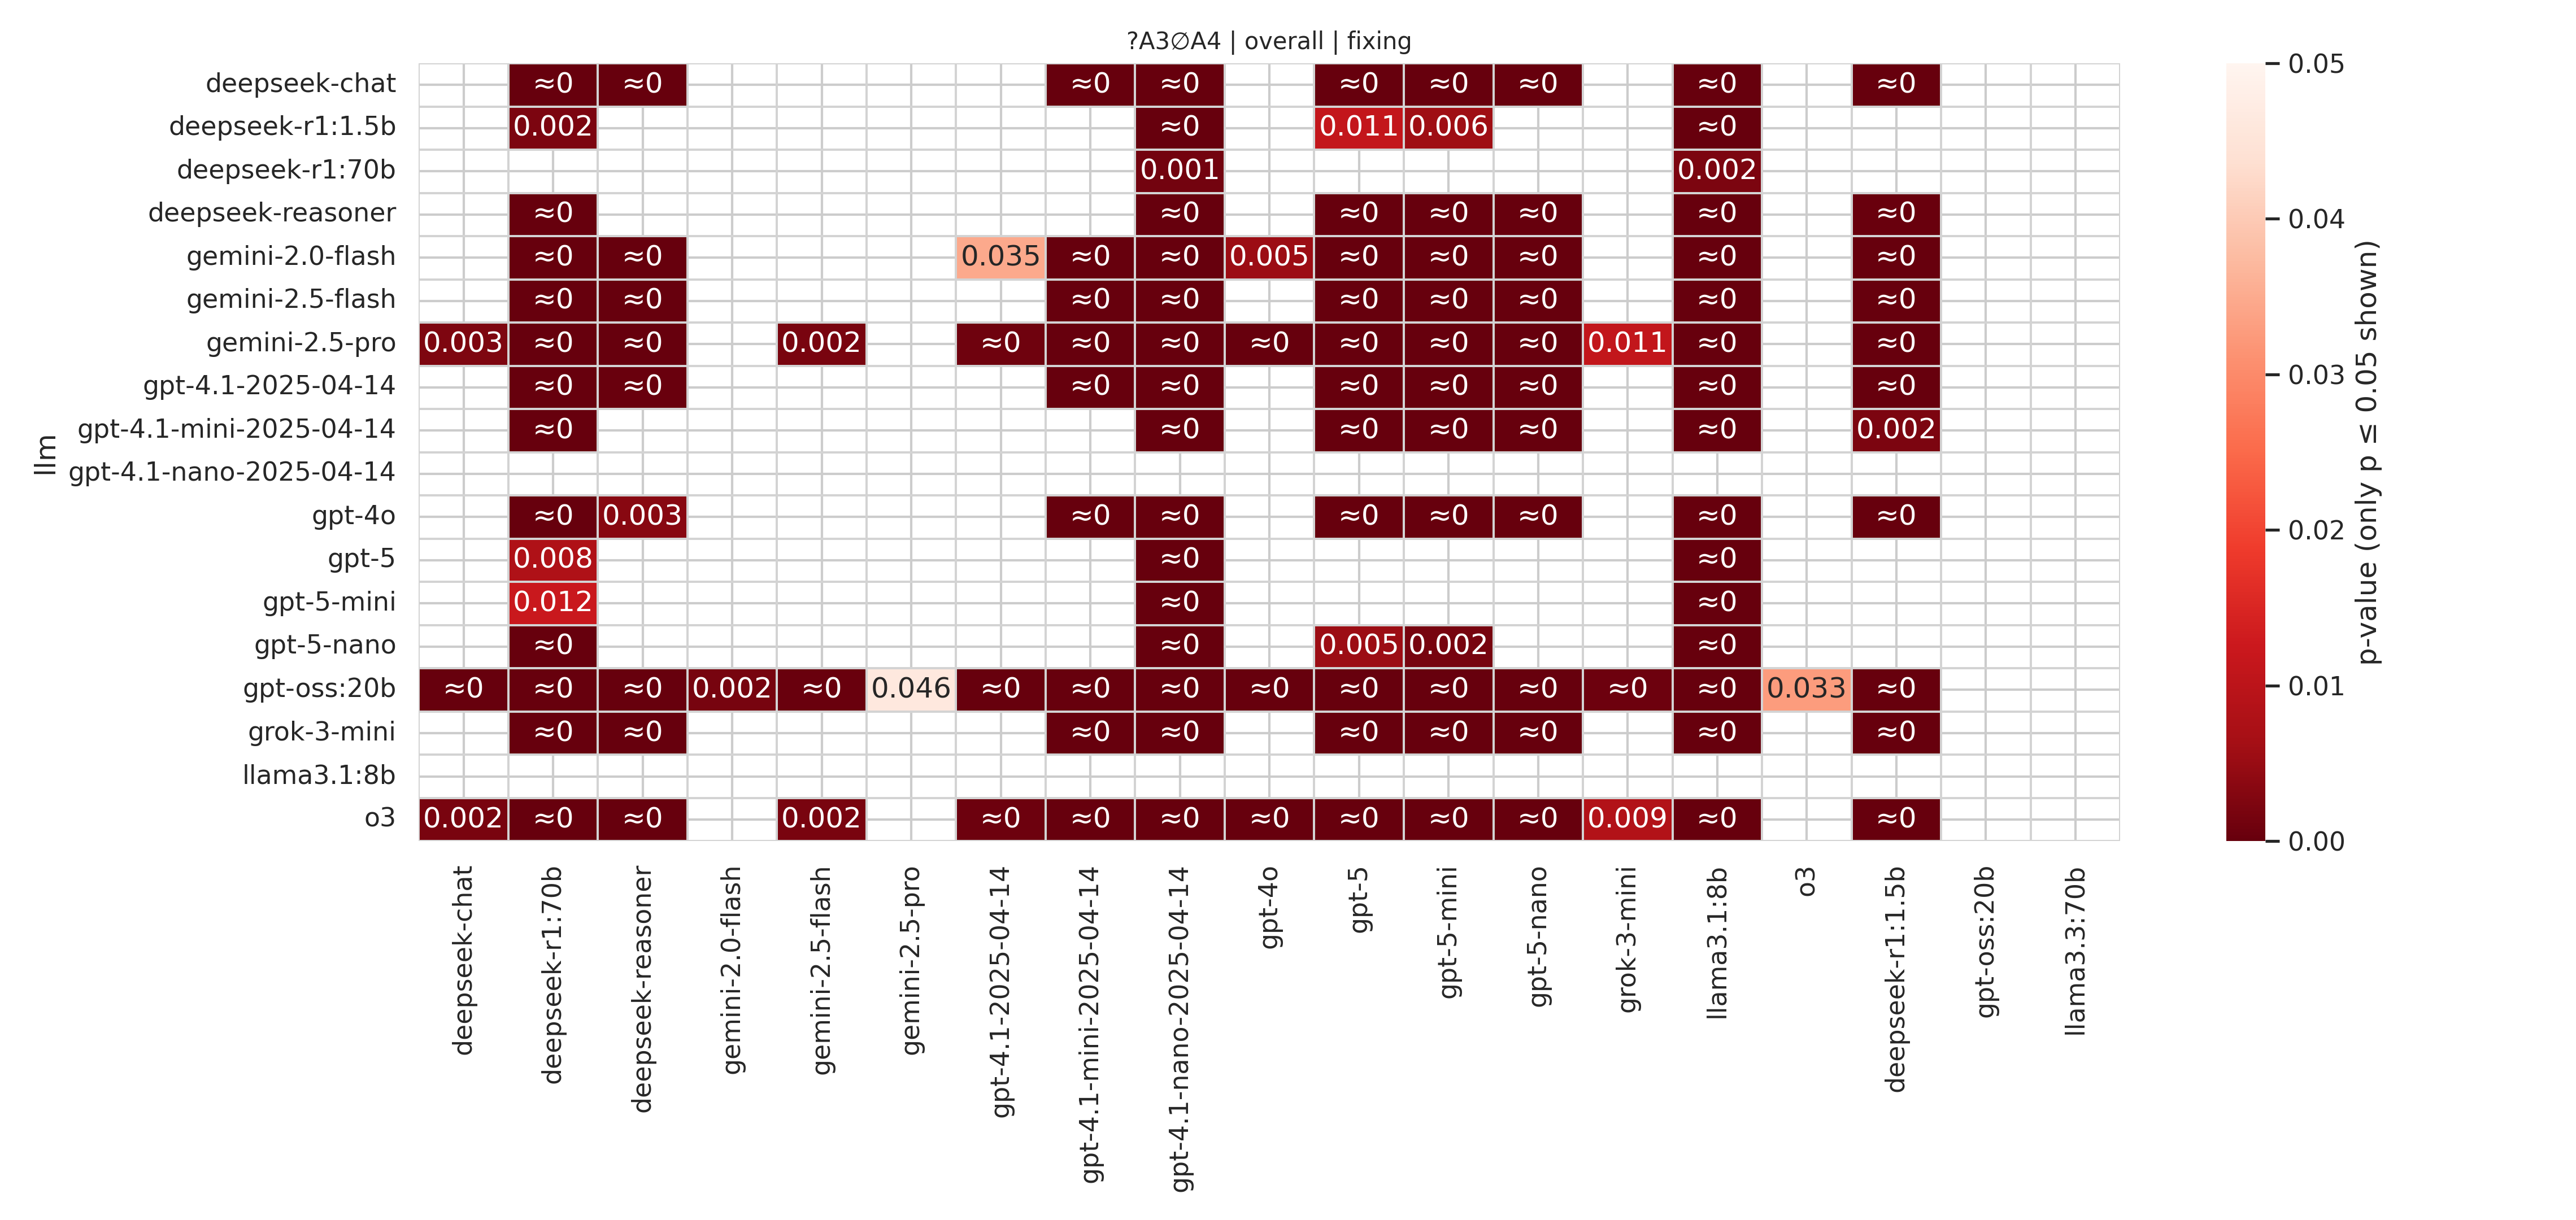 ?A3∅A4 | overall | fixing
deepseek-chat ≈0 ≈0 ≈0 ≈0 ≈0 ≈0 ≈0 ≈0 ≈0
deepseek-r1:1.5b 0.002 ≈0 0.011 0.006 ≈0
deepseek-r1:70b 0.001 0.002
deepseek-reasoner ≈0 ≈0 ≈0 ≈0 ≈0 ≈0 ≈0
gemini-2.0-flash ≈0 ≈0 0.035 ≈0 ≈0 0.005 ≈0 ≈0 ≈0 ≈0 ≈0
gemini-2.5-flash ≈0 ≈0 ≈0 ≈0 ≈0 ≈0 ≈0 ≈0 ≈0
gemini-2.5-pro 0.003 ≈0 ≈0 0.002 ≈0 ≈0 ≈0 ≈0 ≈0 ≈0 ≈0 0.011 ≈0 ≈0
gpt-4.1-2025-04-14 ≈0 ≈0 ≈0 ≈0 ≈0 ≈0 ≈0 ≈0 ≈0
gpt-4.1-mini-2025-04-14 ≈0 ≈0 ≈0 ≈0 ≈0 ≈0 0.002
gpt-4.1-nano-2025-04-14
gpt-4o ≈0 0.003 ≈0 ≈0 ≈0 ≈0 ≈0 ≈0 ≈0
gpt-5 0.008 ≈0 ≈0
gpt-5-mini 0.012 ≈0 ≈0
gpt-5-nano ≈0 ≈0 0.005 0.002 ≈0
gpt-oss:20b ≈0 ≈0 ≈0 0.002 ≈0 0.046 ≈0 ≈0 ≈0 ≈0 ≈0 ≈0 ≈0 ≈0 ≈0 0.033 ≈0
grok-3-mini ≈0 ≈0 ≈0 ≈0 ≈0 ≈0 ≈0 ≈0 ≈0
llama3.1:8b
o3 0.002 ≈0 ≈0 0.002 ≈0 ≈0 ≈0 ≈0 ≈0 ≈0 ≈0 0.009 ≈0 ≈0
llm
deepseek-chat
deepseek-r1:70b
deepseek-reasoner
gemini-2.0-flash
gemini-2.5-flash
gemini-2.5-pro
gpt-4.1-2025-04-14
gpt-4.1-mini-2025-04-14
gpt-4.1-nano-2025-04-14
gpt-4o
gpt-5
gpt-5-mini
gpt-5-nano
grok-3-mini
llama3.1:8b
o3
deepseek-r1:1.5b
gpt-oss:20b
llama3.3:70b
0.05
0.04
0.03
0.02
0.01
0.00
p-value (only p ≤ 0.05 shown)